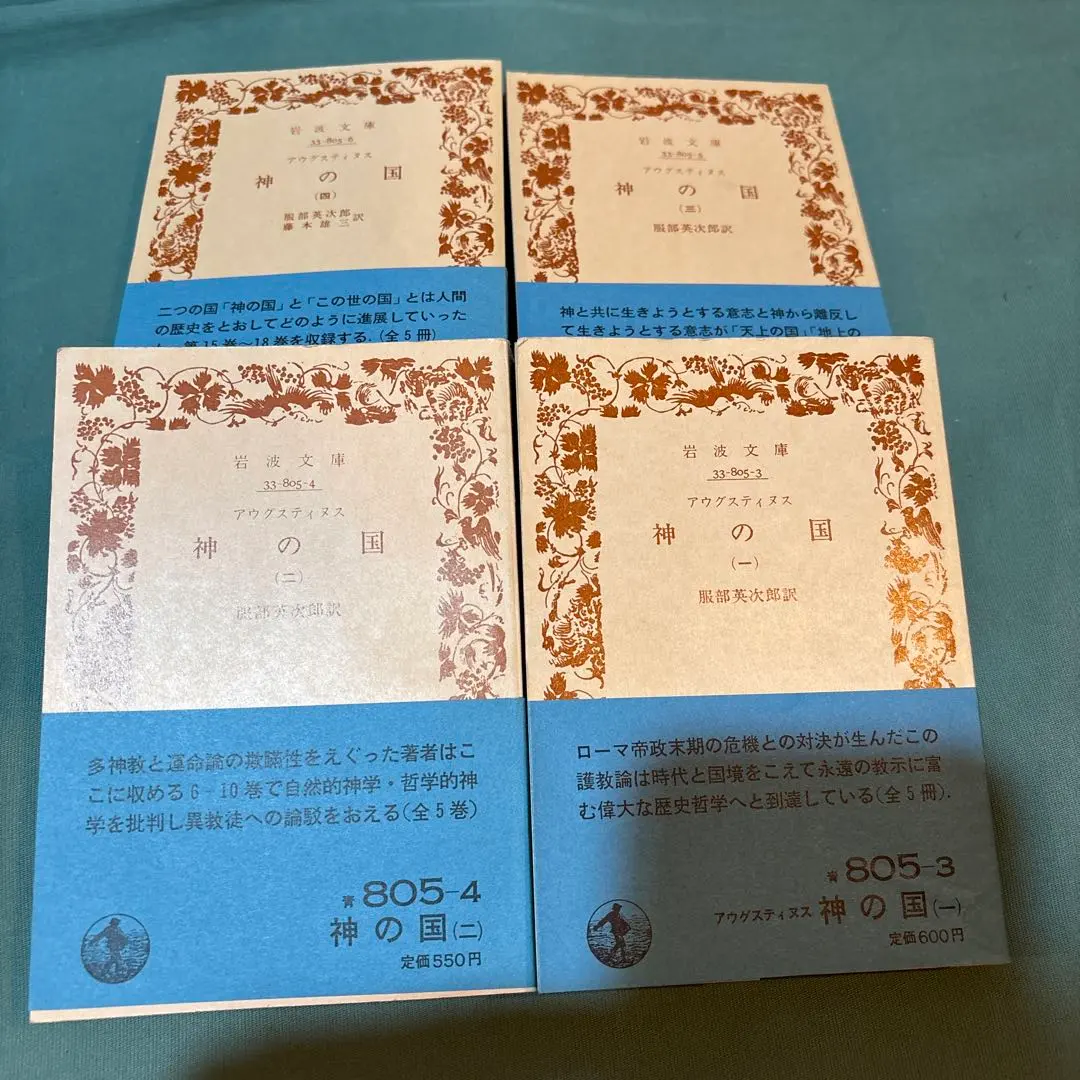 岩波文庫
33-805-6
アウグスティヌス
神の国
(四)
服部英次郎
藤本雄三訳
二つの国「神の国」と「この世の国」とは人間
の歴史をとおしてどのように進展していった
第15巻〜18巻を収録する.(全5冊)
岩波文庫
33-805-5
アウグスティヌス
神の国
(三)
服部英次郎訳
神と共に生きようとする意志と神から離反し
て生きようとする意志が「天上の国」「地上の
岩波文庫
33-805-4
アウグスティヌス
神の国
(二)
服部英次郎訳
多神教と運命論の欺瞞性をえぐった著者はこ
こに収める6-10巻で自然的神学・哲学的神
学を批判し異教徒への論駁をおえる(全5巻)
青 805-4
神の国(二)
定価550円
岩波文庫
33-805-3
アウグスティヌス
神の国
(一)
服部英次郎訳
ローマ帝政末期の危機との対決が生んだこの
護教論は時代と国境をこえて永遠の教示に富
む偉大な歴史哲学へと到達している(全5冊).
青 805-3
アウグスティヌス 神の国(一)
定価600円